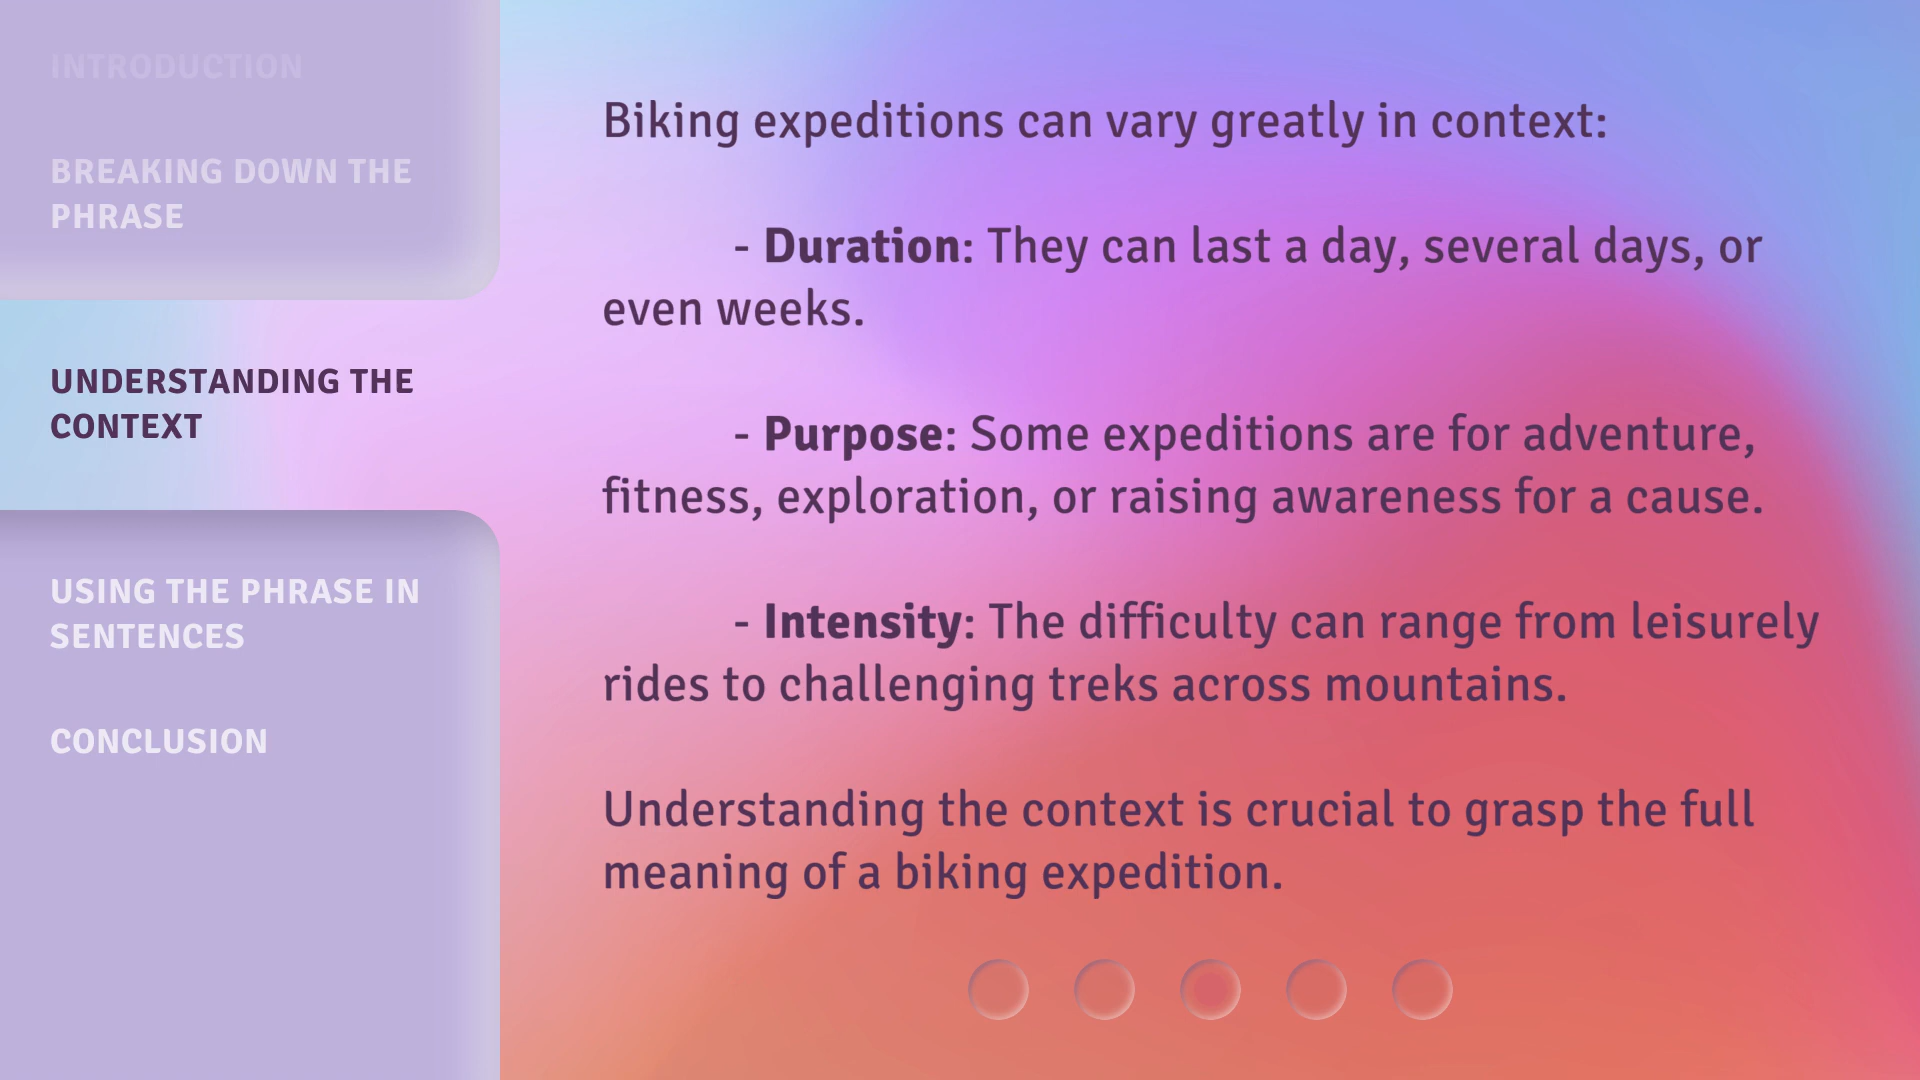 INTRODUCTION
BREAKING DOWN THE
PHRASE
UNDERSTANDING THE
CONTEXT
USING THE PHRASE IN
SENTENCES
CONCLUSION
Biking expeditions can vary greatly in context:
- Duration: They can last a day, several days, or
even weeks.
- Purpose: Some expeditions are for adventure,
fitness, exploration, or raising awareness for a cause.
- Intensity: The difficulty can range from leisurely
rides to challenging treks across mountains.
Understanding the context is crucial to grasp the full
meaning of a biking expedition.